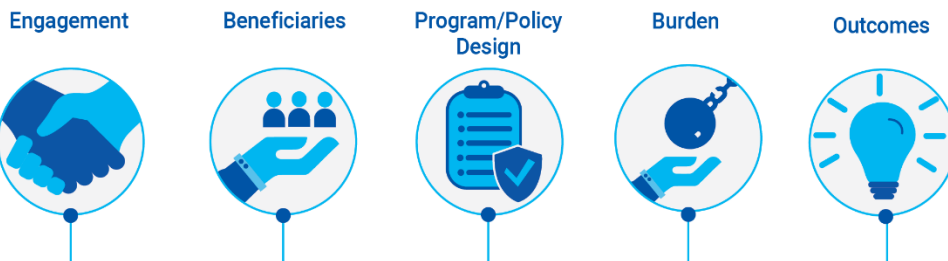 Engagement
Beneficiaries
Program/Policy
Design
Burden
Outcomes